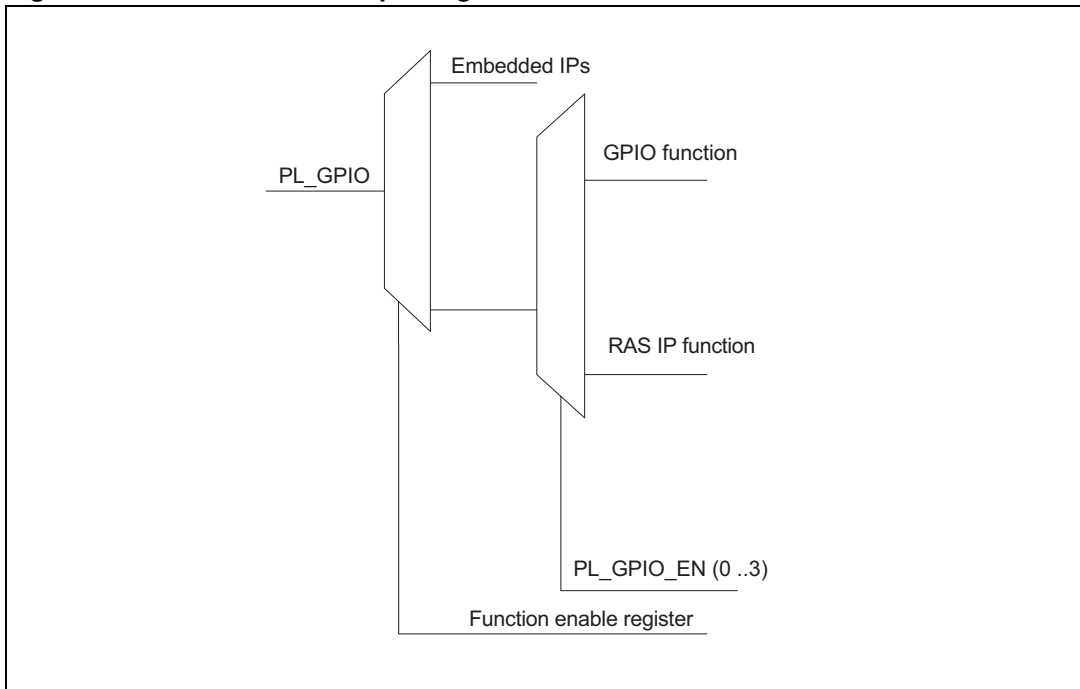 Embedded IPs
GPIO function
PL_GPIO
RAS IP function
PL_GPIO_EN (0 ..3)
Function enable register